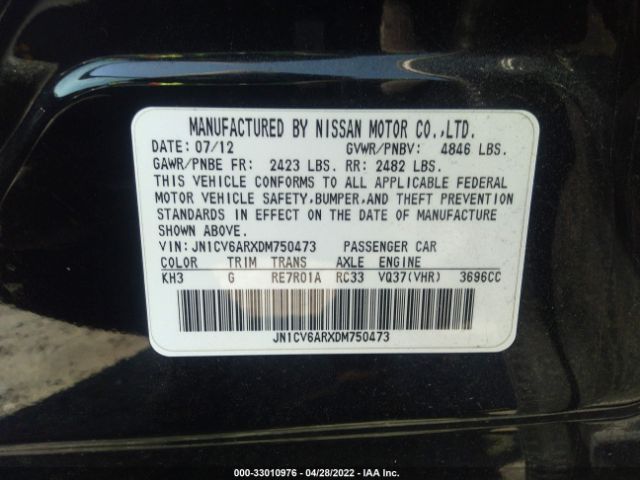 MANUFACTURED BY NISSAN MOTOR CO.,LTD.
DATE: 07/12 GVWR/PNBV: 4846 LBS.
GAWR/PNBE FR: 2423 LBS. RR: 2482 LBS.
THIS VEHICLE CONFORMS TO ALL APPLICABLE FEDERAL
MOTOR VEHICLE SAFETY,BUMPER,AND THEFT PREVENTION
STANDARDS IN EFFECT ON THE DATE OF MANUFACTURE
SHOWN ABOVE.
VIN: JN1CV6ARXDM750473 PASSENGER CAR
COLOR TRIM TRANS AXLE ENGINE
KH3 G RE7R01A RC33 VQ37(VHR) 3696CC
JN1CV6ARXDM750473
000-33010976 - 04/28/2022 - IAA Inc.